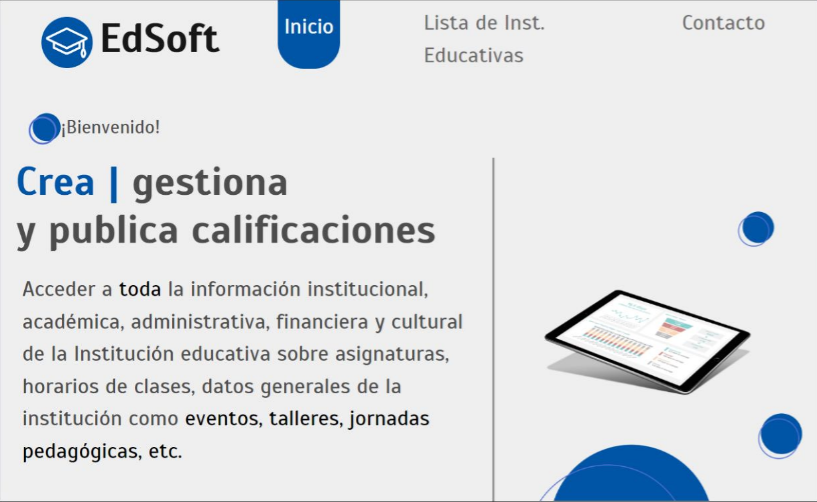 EdSoft
Inicio
Lista de Inst.
Educativas
Contacto
¡Bienvenido!
Crea | gestiona
y publica calificaciones
Acceder a toda la información institucional,
académica, administrativa, financiera y cultural
de la Institución educativa sobre asignaturas,
horarios de clases, datos generales de la
institución como eventos, talleres, jornadas
pedagógicas, etc.